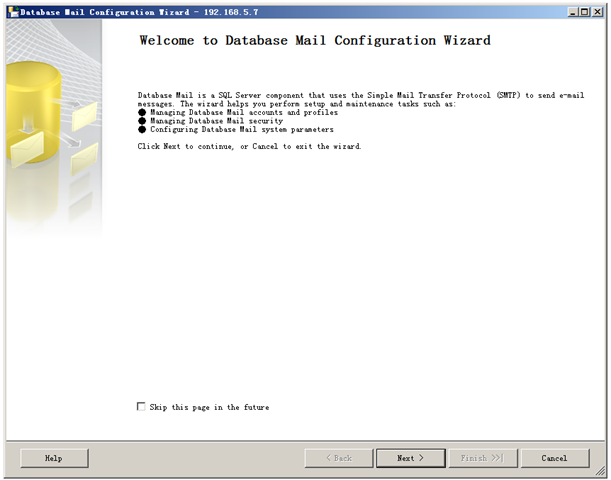 Database Mail Configuration Wizard - 192.168.5.7
Welcome to Database Mail Configuration Wizard
Database Mail is a SQL Server component that uses the Simple Mail Transfer Protocol (SMTP) to send e-mail
messages. The wizard helps you perform setup and maintenance tasks such as:
● Managing Database Mail accounts and profiles
● Managing Database Mail security
● Configuring Database Mail system parameters
Click Next to continue, or Cancel to exit the wizard.
Skip this page in the future
Help
< Back
Next >
Finish >>|
Cancel